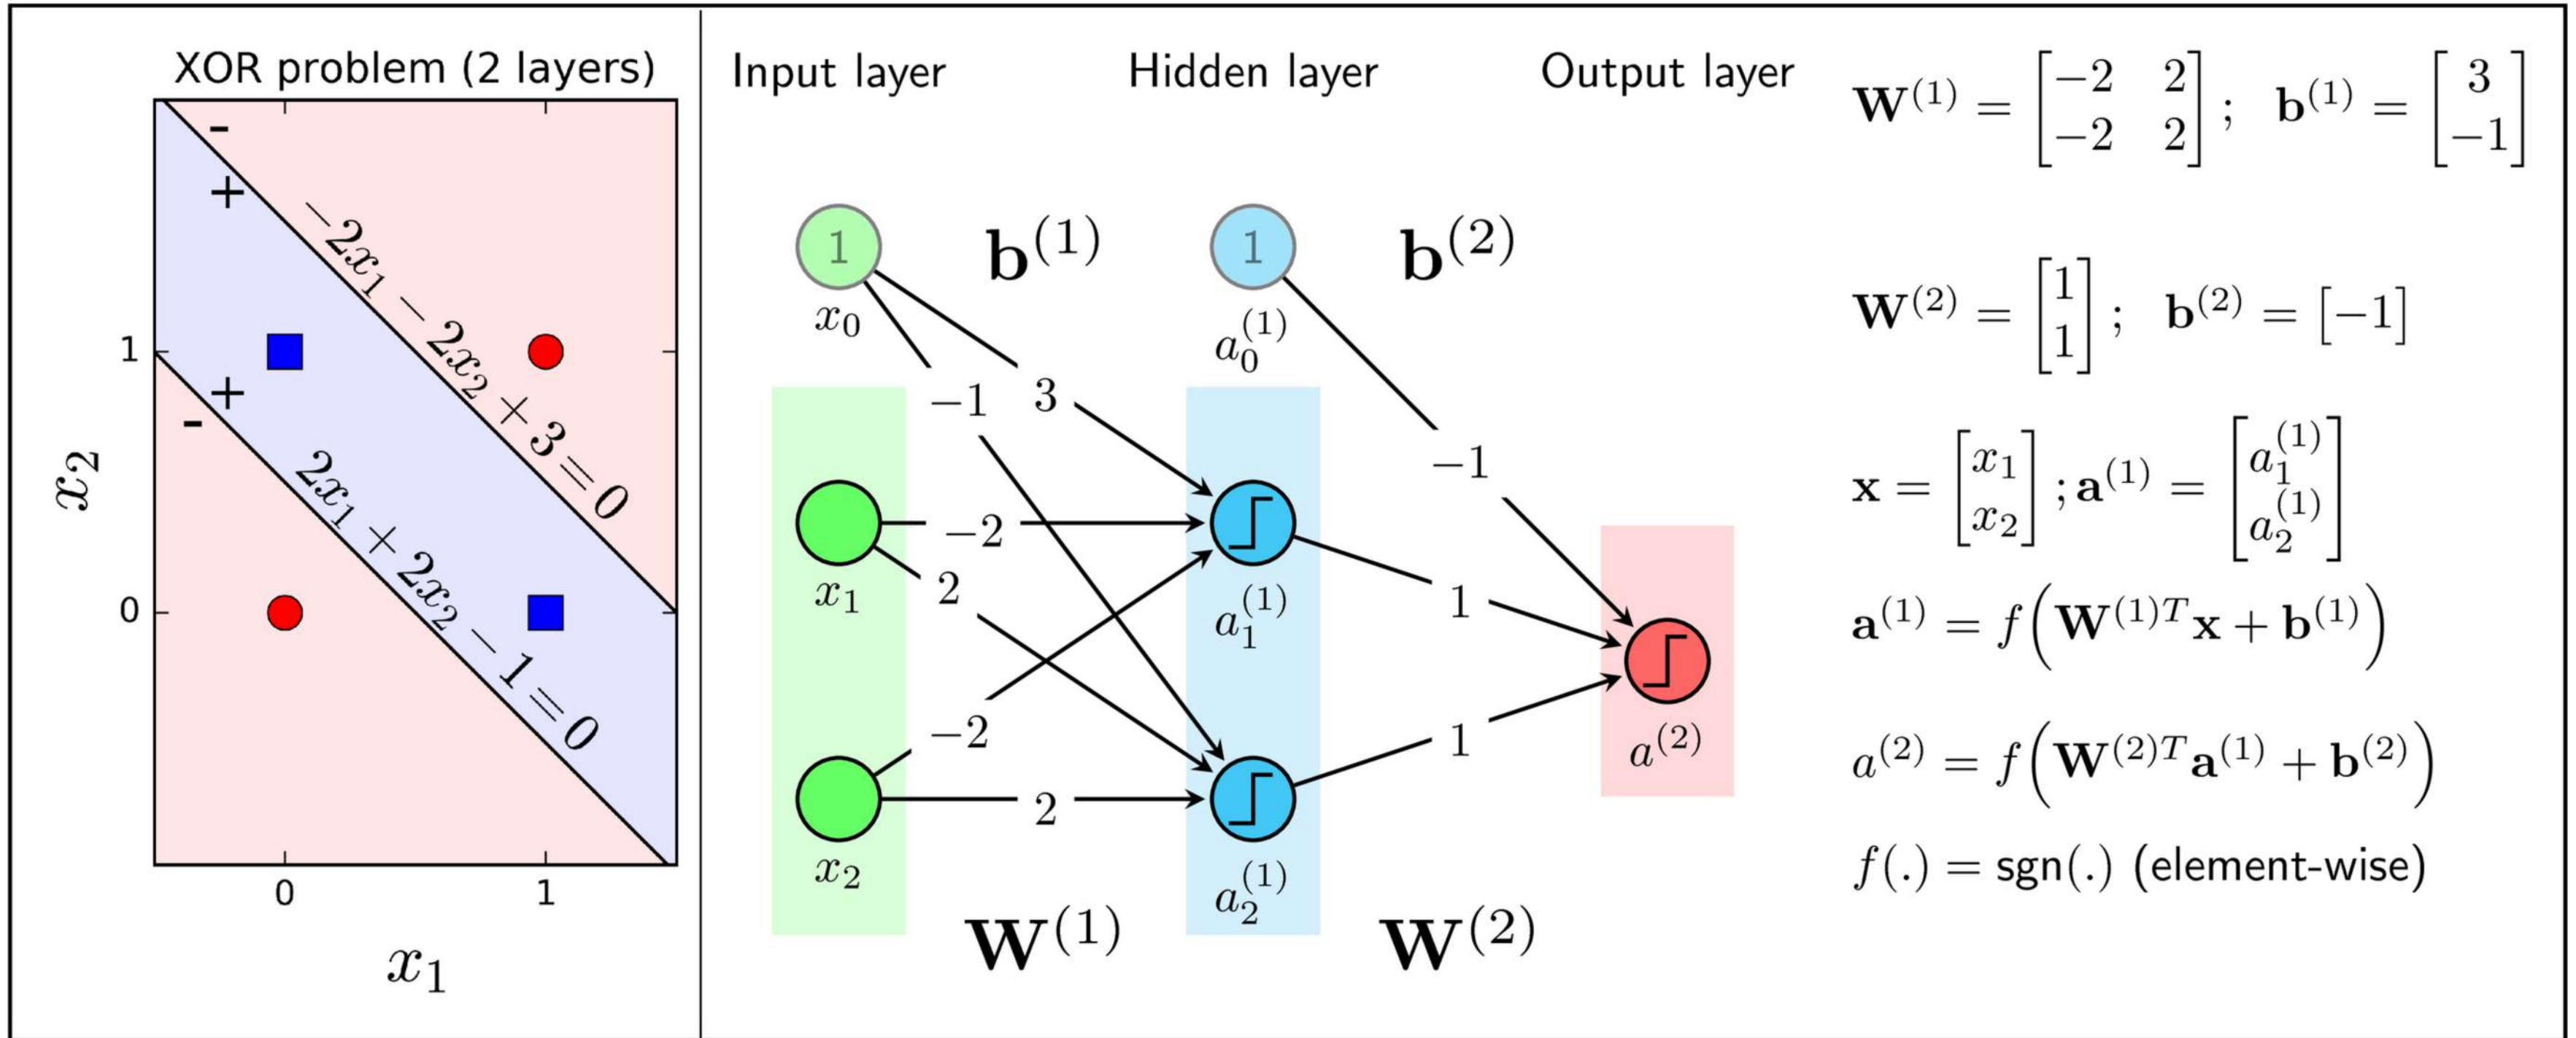 XOR problem (2 layers)
-
+
−2x₁ − 2x₂ + 3 = 0
1
+
-
2x₁ + 2x₂ − 1 = 0
x₂
0
0 1
x₁
Input layer Hidden layer Output layer
1 b⁽¹⁾ 1 b⁽²⁾
x₀ a₀⁽¹⁾
−1 3
−1
−2
2
x₁ a₁⁽¹⁾
1
−2
1
a⁽²⁾
2
x₂ a₂⁽¹⁾
W⁽¹⁾ W⁽²⁾
W⁽¹⁾ = [−2 2; −2 2] ; b⁽¹⁾ = [3; −1]
W⁽²⁾ = [1; 1] ; b⁽²⁾ = [−1]
x = [x₁; x₂] ; a⁽¹⁾ = [a₁⁽¹⁾; a₂⁽¹⁾]
a⁽¹⁾ = f(W⁽¹⁾ᵀx + b⁽¹⁾)
a⁽²⁾ = f(W⁽²⁾ᵀa⁽¹⁾ + b⁽²⁾)
f(.) = sgn(.) (element-wise)